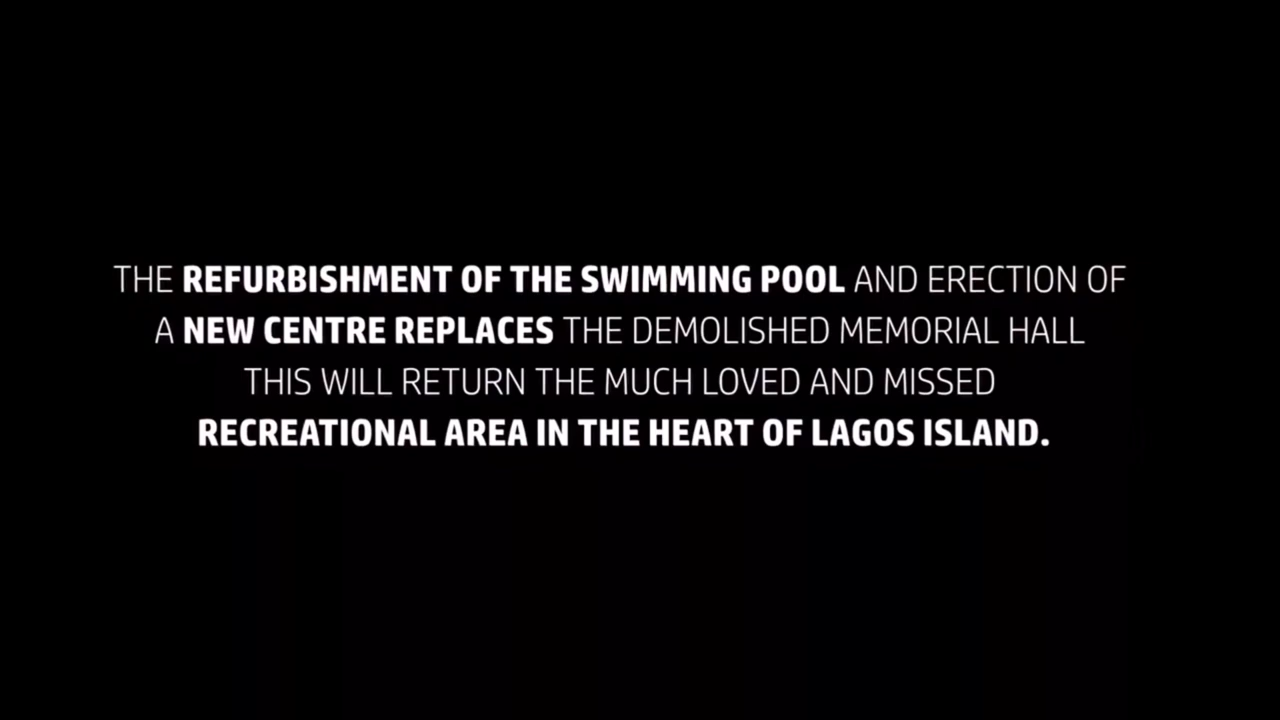 THE REFURBISHMENT OF THE SWIMMING POOL AND ERECTION OF
A NEW CENTRE REPLACES THE DEMOLISHED MEMORIAL HALL
THIS WILL RETURN THE MUCH LOVED AND MISSED
RECREATIONAL AREA IN THE HEART OF LAGOS ISLAND.